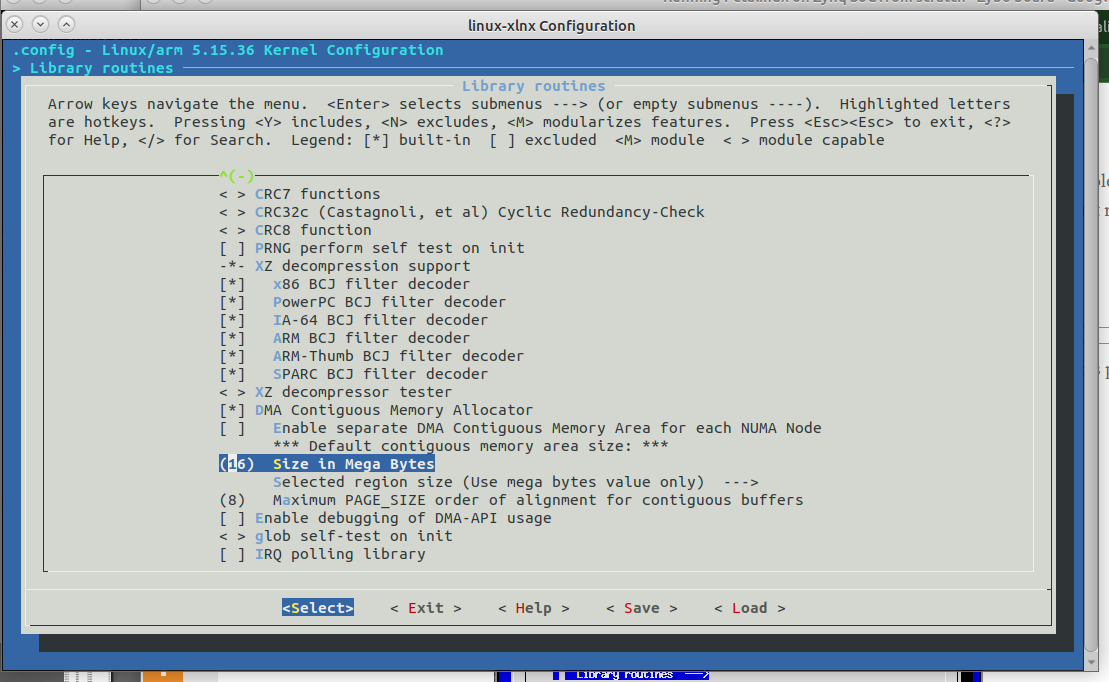 linux-xlnx Configuration
.config - Linux/arm 5.15.36 Kernel Configuration
> Library routines
Library routines
Arrow keys navigate the menu.  <Enter> selects submenus ---> (or empty submenus ----).  Highlighted letters
are hotkeys.  Pressing <Y> includes, <N> excludes, <M> modularizes features.  Press <Esc><Esc> to exit, <?>
for Help, </> for Search.  Legend: [*] built-in  [ ] excluded  <M> module  < > module capable
^(-)
< > CRC7 functions
< > CRC32c (Castagnoli, et al) Cyclic Redundancy-Check
< > CRC8 function
[ ] PRNG perform self test on init
-*- XZ decompression support
[*]   x86 BCJ filter decoder
[*]   PowerPC BCJ filter decoder
[*]   IA-64 BCJ filter decoder
[*]   ARM BCJ filter decoder
[*]   ARM-Thumb BCJ filter decoder
[*]   SPARC BCJ filter decoder
< > XZ decompressor tester
[*] DMA Contiguous Memory Allocator
[ ]   Enable separate DMA Contiguous Memory Area for each NUMA Node
*** Default contiguous memory area size: ***
(16)  Size in Mega Bytes
Selected region size (Use mega bytes value only)  --->
(8)   Maximum PAGE_SIZE order of alignment for contiguous buffers
[ ] Enable debugging of DMA-API usage
< > glob self-test on init
[ ] IRQ polling library
<Select>    < Exit >    < Help >    < Save >    < Load >
Library routines --->